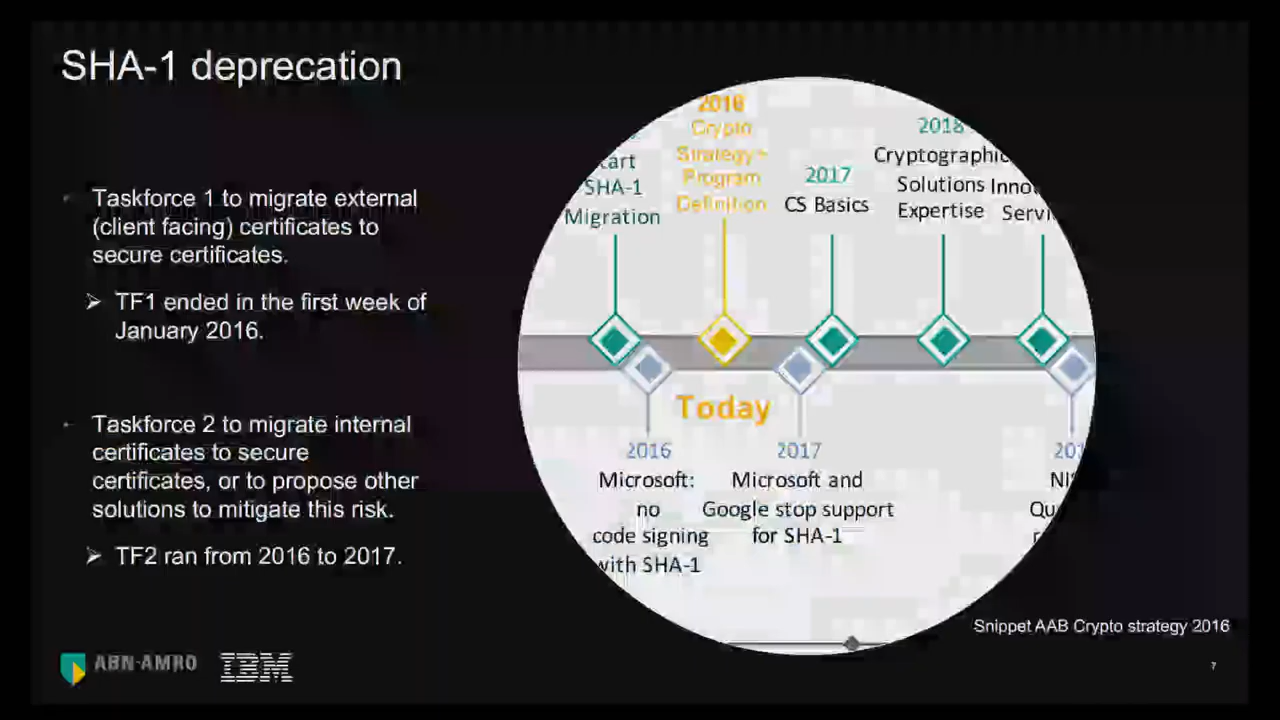 SHA-1 deprecation
Taskforce 1 to migrate external
(client facing) certificates to
secure certificates.
TF1 ended in the first week of
January 2016.
Taskforce 2 to migrate internal
certificates to secure
certificates, or to propose other
solutions to mitigate this risk.
TF2 ran from 2016 to 2017.
SHA-1
Migration
2016
Crypto
Strategy+
Program
Definition
2017
CS Basics
2018
Solutions
Expertise
Today
2016
Microsoft:
no
code signing
with SHA-1
2017
Microsoft and
Google stop support
for SHA-1
Snippet AAB Crypto strategy 2016
ABN·AMRO
IBM
7